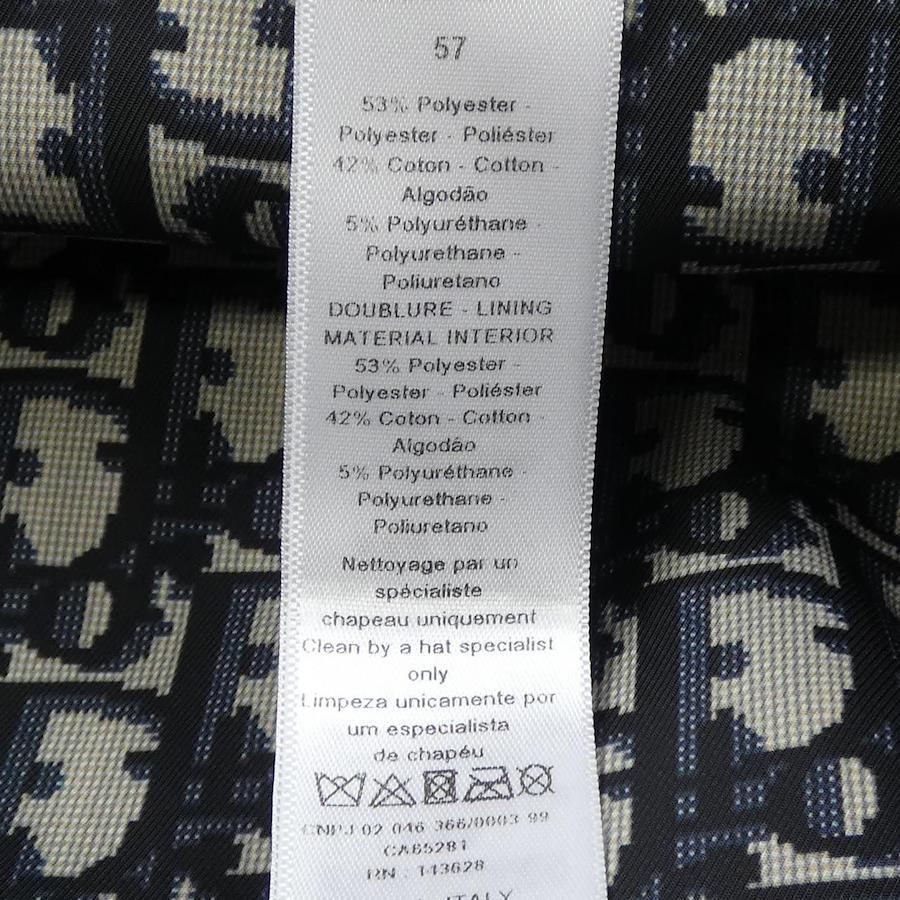 57
53% Polyester -
Polyester - Poliéster
42% Coton - Cotton -
Algodão
5% Polyuréthane -
Polyurethane -
Poliuretano
DOUBLURE - LINING
MATERIAL INTERIOR
53% Polyester -
Polyester - Poliéster
42% Coton - Cotton -
Algodão
5% Polyuréthane -
Polyurethane -
Poliuretano
Nettoyage par un
spécialiste
chapeau uniquement
Clean by a hat specialist
only
Limpeza unicamente por
um especialista
de chapéu
CNPJ 02 046 366/0003 99
CA65281
RN : 143628
ITALY